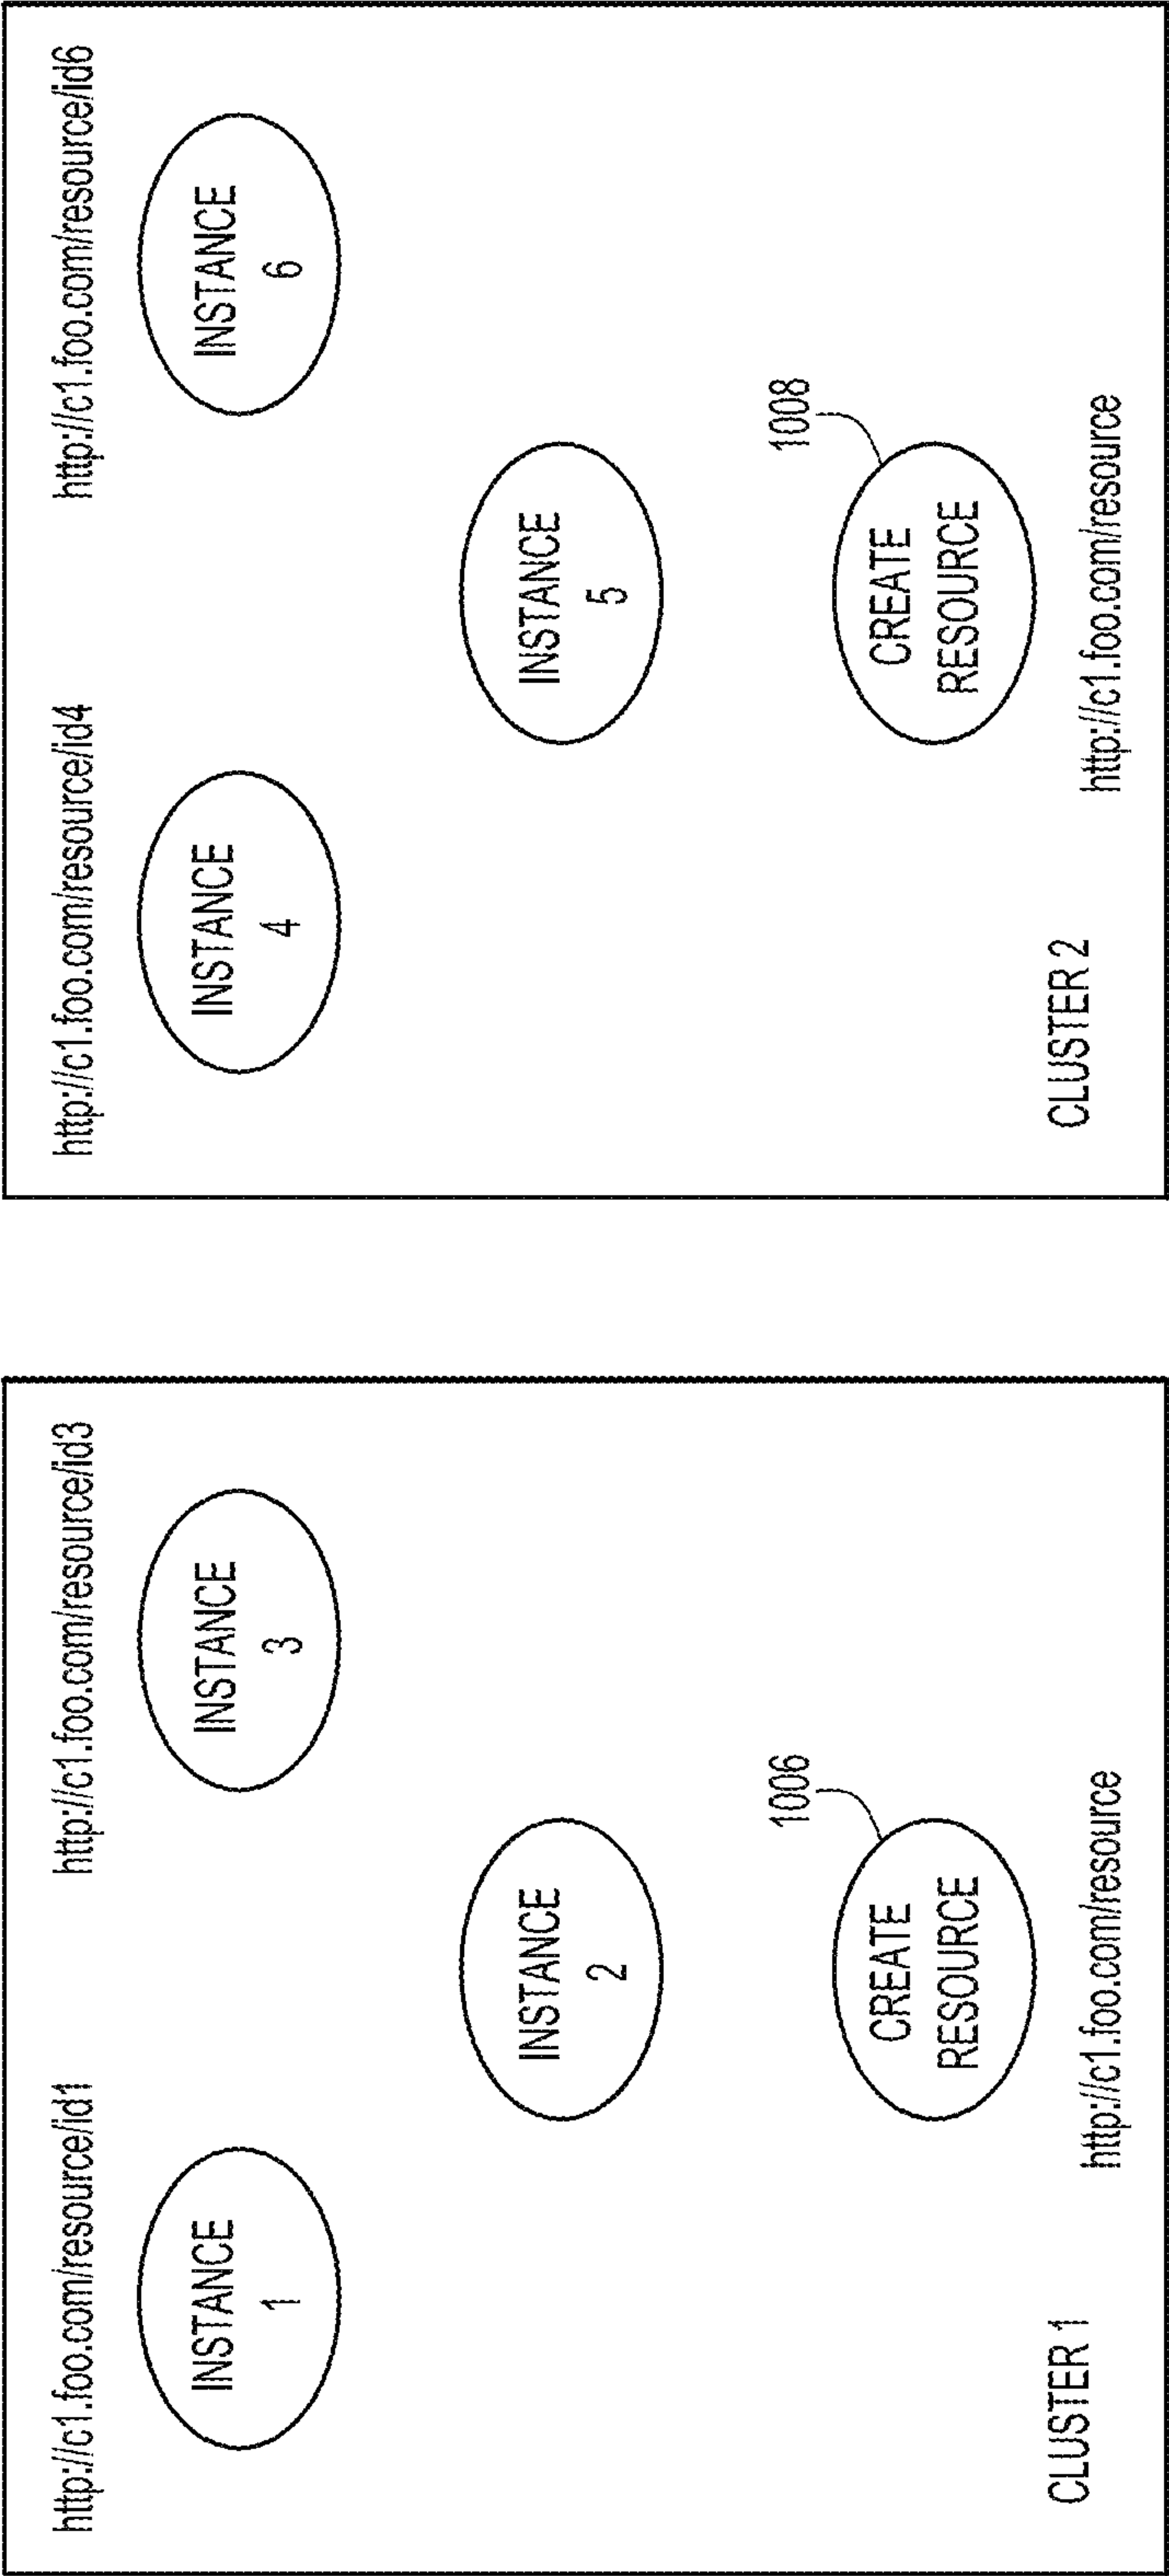 http://c1.foo.com/resource/id1
http://c1.foo.com/resource/id3
INSTANCE
1
INSTANCE
3
INSTANCE
2
1006
CREATE
RESOURCE
CLUSTER 1
http://c1.foo.com/resource
http://c1.foo.com/resource/id4
http://c1.foo.com/resource/id6
INSTANCE
4
INSTANCE
6
INSTANCE
5
1008
CREATE
RESOURCE
CLUSTER 2
http://c1.foo.com/resource